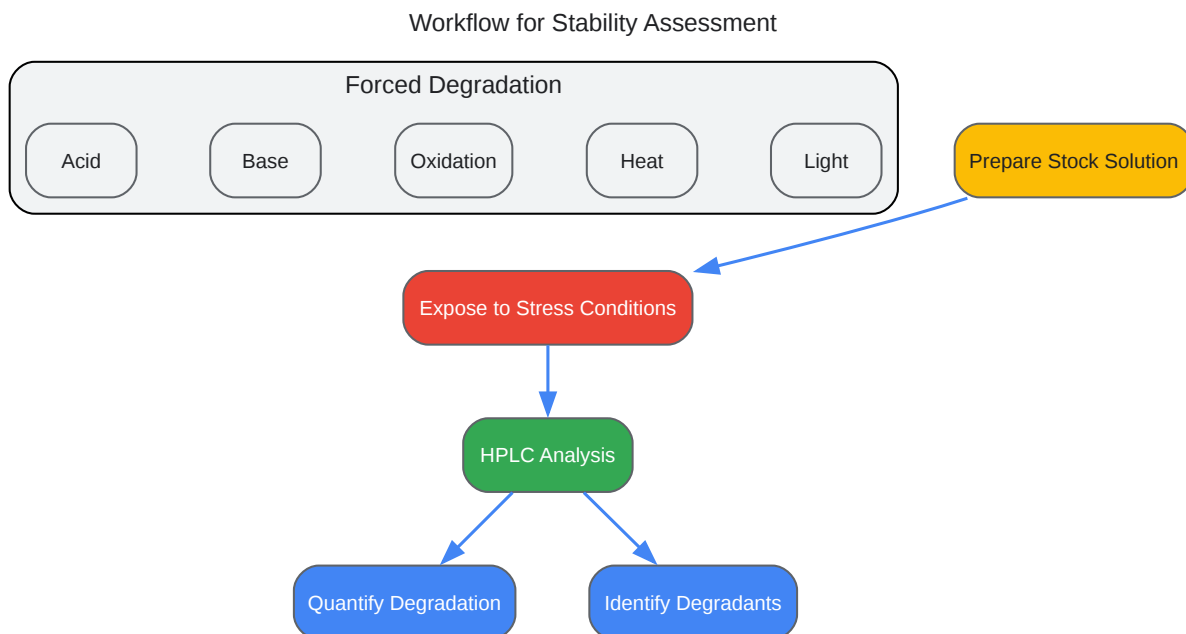 Workflow for Stability Assessment
Forced Degradation
Acid
Base
Oxidation
Heat
Light
Prepare Stock Solution
Expose to Stress Conditions
HPLC Analysis
Quantify Degradation
Identify Degradants